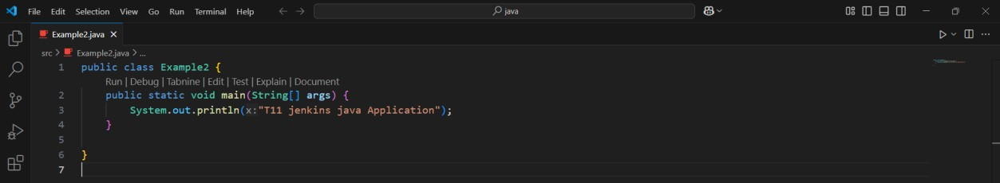 File Edit Selection View Go Run Terminal Help java
Example2.java
src > Example2.java > ...
1 public class Example2 {
Run | Debug | Tabnine | Edit | Test | Explain | Document
2 public static void main(String[] args) {
3 System.out.println(x:"T11 jenkins java Application");
4 }
5
6 }
7